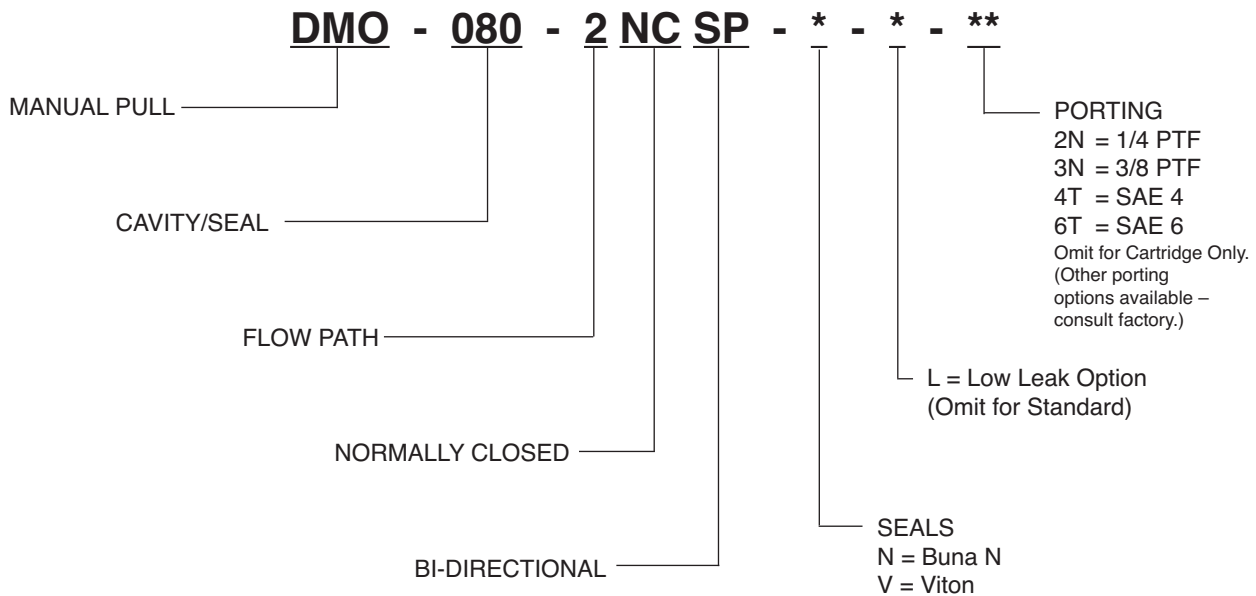 DMO - 080 - 2 NC SP - * - * - **
MANUAL PULL
PORTING
2N = 1/4 PTF
3N = 3/8 PTF
4T = SAE 4
6T = SAE 6
Omit for Cartridge Only.
(Other porting
options available –
consult factory.)
CAVITY/SEAL
FLOW PATH
L = Low Leak Option
(Omit for Standard)
NORMALLY CLOSED
SEALS
N = Buna N
V = Viton
BI-DIRECTIONAL